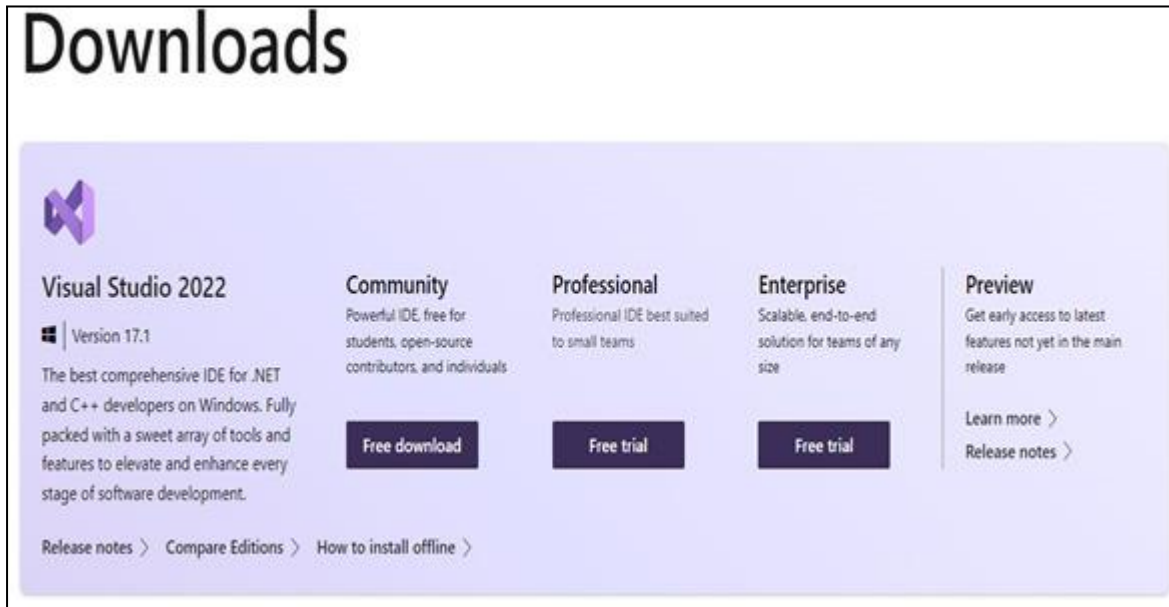 Downloads
Visual Studio 2022
Version 17.1
The best comprehensive IDE for .NET
and C++ developers on Windows. Fully
packed with a sweet array of tools and
features to elevate and enhance every
stage of software development.
Community
Powerful IDE, free for
students, open-source
contributors, and individuals
Free download
Professional
Professional IDE best suited
to small teams
Free trial
Enterprise
Scalable, end-to-end
solution for teams of any
size
Free trial
Preview
Get early access to latest
features not yet in the main
release
Learn more
Release notes
Release notes Compare Editions How to install offline